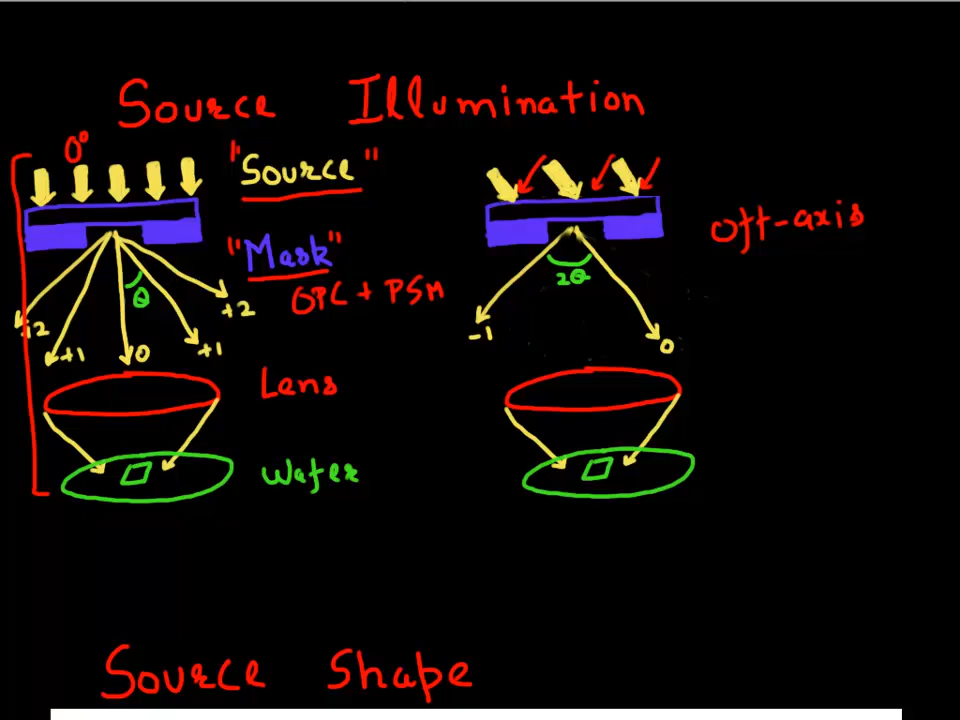 Source Illumination
0°
"Source"
off-axis
"Mask"
OPC + PSM
θ
2θ
+2
+1
0
+1
+2
-1
0
Lens
Wafer
Source Shape